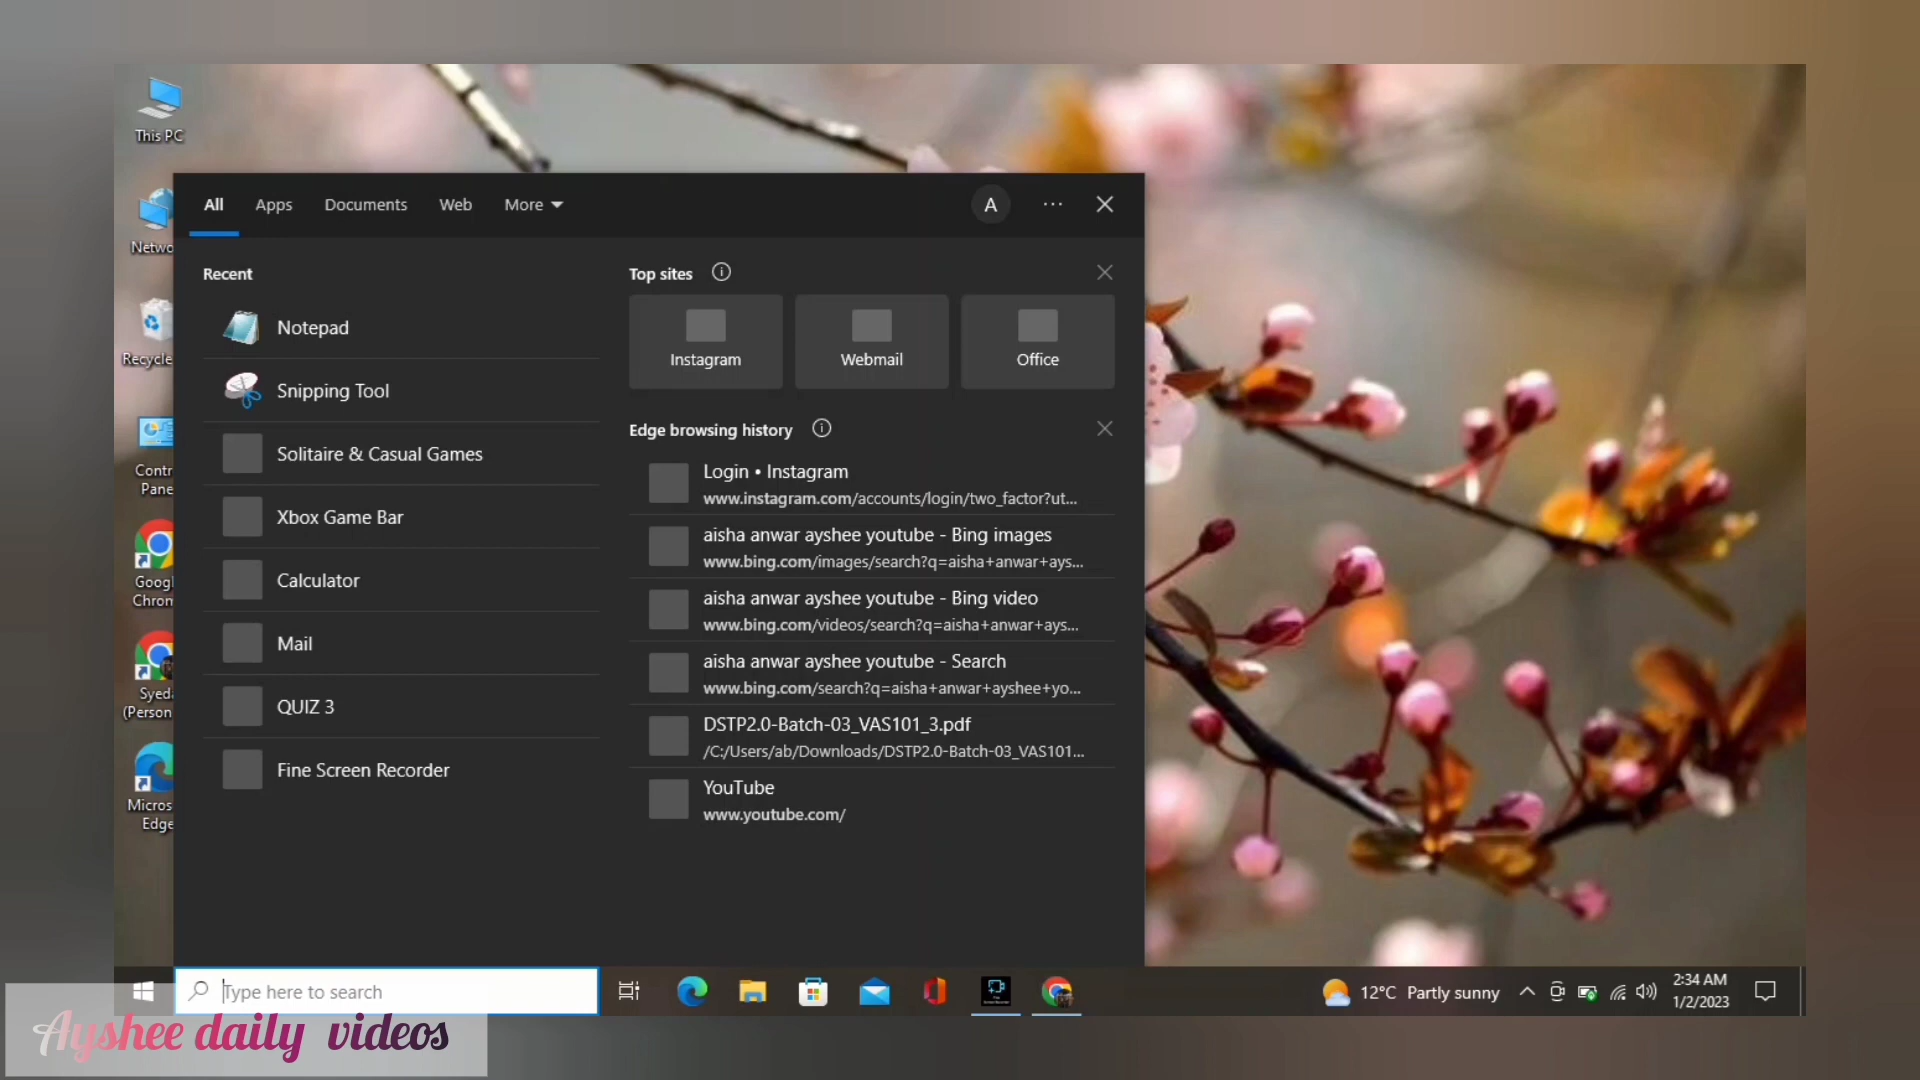 This PC
Netwo
Recycle
Contr
Pane
Googl
Chrom
Syeda
(Person
Micros
Edge
All Apps Documents Web More A
Recent
Notepad
Snipping Tool
Solitaire & Casual Games
Xbox Game Bar
Calculator
Mail
QUIZ 3
Fine Screen Recorder
Top sites
Instagram Webmail Office
Edge browsing history
Login • Instagram
www.instagram.com/accounts/login/two_factor?ut...
aisha anwar ayshee youtube - Bing images
www.bing.com/images/search?q=aisha+anwar+ays...
aisha anwar ayshee youtube - Bing video
www.bing.com/videos/search?q=aisha+anwar+ays...
aisha anwar ayshee youtube - Search
www.bing.com/search?q=aisha+anwar+ayshee+yo...
DSTP2.0-Batch-03_VAS101_3.pdf
/C:/Users/ab/Downloads/DSTP2.0-Batch-03_VAS101...
YouTube
www.youtube.com/
Type here to search
12°C Partly sunny
2:34 AM
1/2/2023
Ayshee daily videos